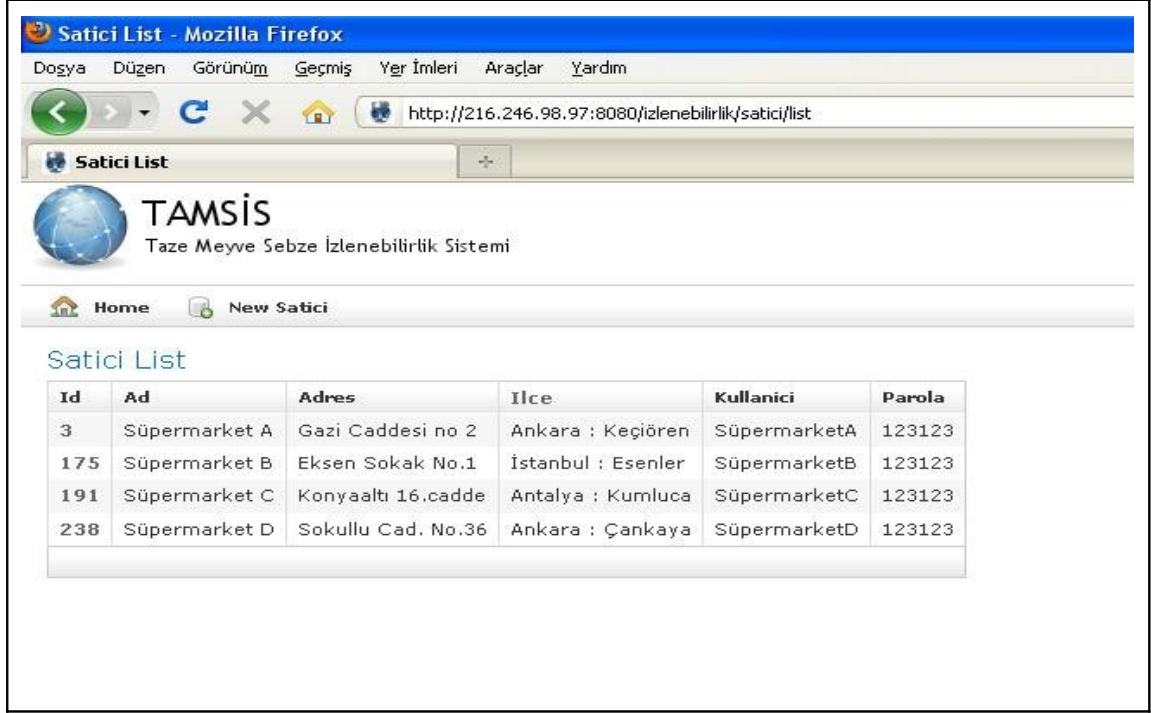 Satici List - Mozilla Firefox
Dosya Düzen Görünüm Geçmiş Yer İmleri Araçlar Yardım
http://216.246.98.97:8080/izlenebilirlik/satici/list
Satici List
TAMSİS
Taze Meyve Sebze İzlenebilirlik Sistemi
Home New Satici
Satici List
Id Ad Adres Ilce Kullanici Parola
3 Süpermarket A Gazi Caddesi no 2 Ankara : Keçiören SüpermarketA 123123
175 Süpermarket B Eksen Sokak No.1 İstanbul : Esenler SüpermarketB 123123
191 Süpermarket C Konyaaltı 16.cadde Antalya : Kumluca SüpermarketC 123123
238 Süpermarket D Sokullu Cad. No.36 Ankara : Çankaya SüpermarketD 123123